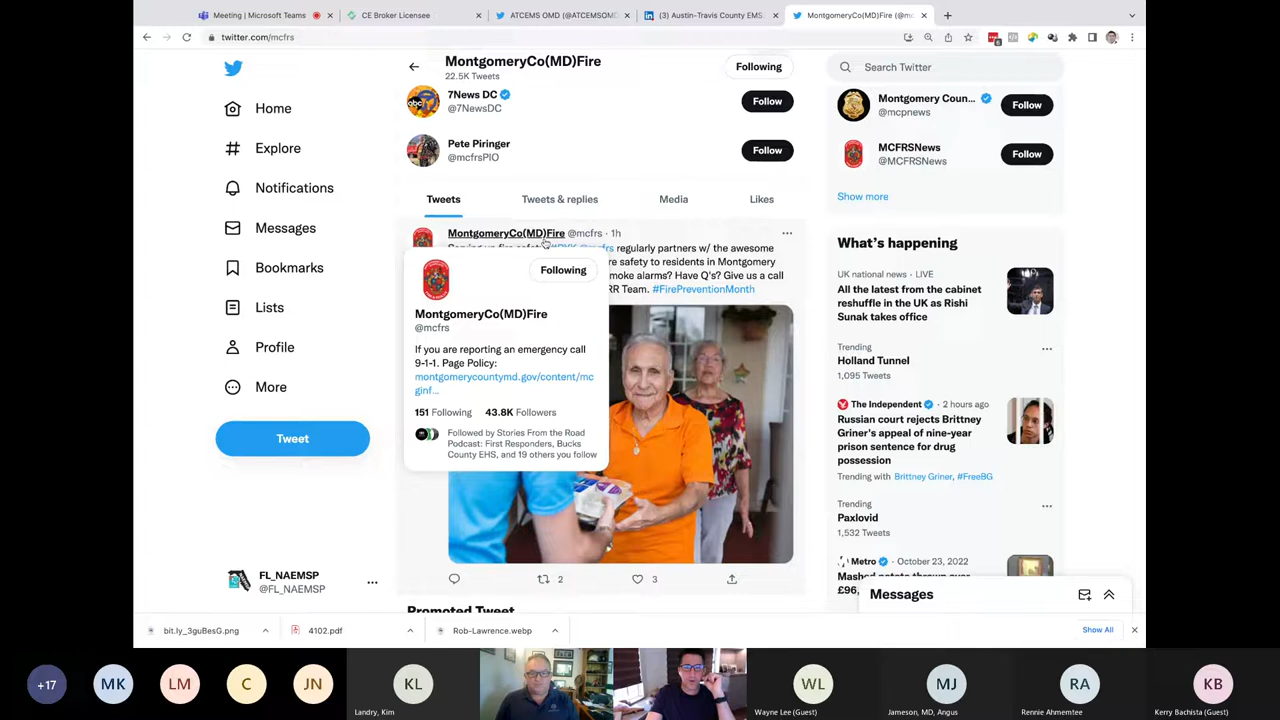 Meeting | Microsoft Teams
CE Broker Licensee
ATCEMS OMD (@ATCEMSOMD
(3) Austin-Travis County EMS
MontgomeryCo(MD)Fire (@mc
twitter.com/mcfrs
6
Home
Explore
Notifications
Messages
Bookmarks
Lists
Profile
More
Tweet
FL_NAEMSP
@FL_NAEMSP
MontgomeryCo(MD)Fire
22.5K Tweets
Following
7News DC
@7NewsDC
Follow
Pete Piringer
@mcfrsPIO
Follow
Tweets
Tweets & replies
Media
Likes
MontgomeryCo(MD)Fire @mcfrs · 1h
regularly partners w/ the awesome
re safety to residents in Montgomery
moke alarms? Have Q's? Give us a call
RR Team. #FirePreventionMonth
Following
MontgomeryCo(MD)Fire
@mcfrs
If you are reporting an emergency call
9-1-1. Page Policy:
montgomerycountymd.gov/content/mc
ginf...
151 Following 43.8K Followers
Followed by Stories From the Road
Podcast: First Responders, Bucks
County EHS, and 19 others you follow
2
3
Promoted Tweet
Search Twitter
Montgomery Coun...
@mcpnews
Follow
MCFRSNews
@MCFRSNews
Follow
Show more
What's happening
UK national news · LIVE
All the latest from the cabinet
reshuffle in the UK as Rishi
Sunak takes office
Trending
Holland Tunnel
1,095 Tweets
The Independent · 2 hours ago
Russian court rejects Brittney
Griner's appeal of nine-year
prison sentence for drug
possession
Trending with Brittney Griner, #FreeBG
Trending
Paxlovid
1,532 Tweets
Metro · October 23, 2022
£96,
Messages
bit.ly_3guBesG.png
4102.pdf
Rob-Lawrence.webp
Show All
+17
MK
LM
C
JN
KL
Landry, Kim
WL
Wayne Lee (Guest)
MJ
Jameson, MD, Angus
RA
Rennie Ahmemtee
KB
Kerry Bachista (Guest)